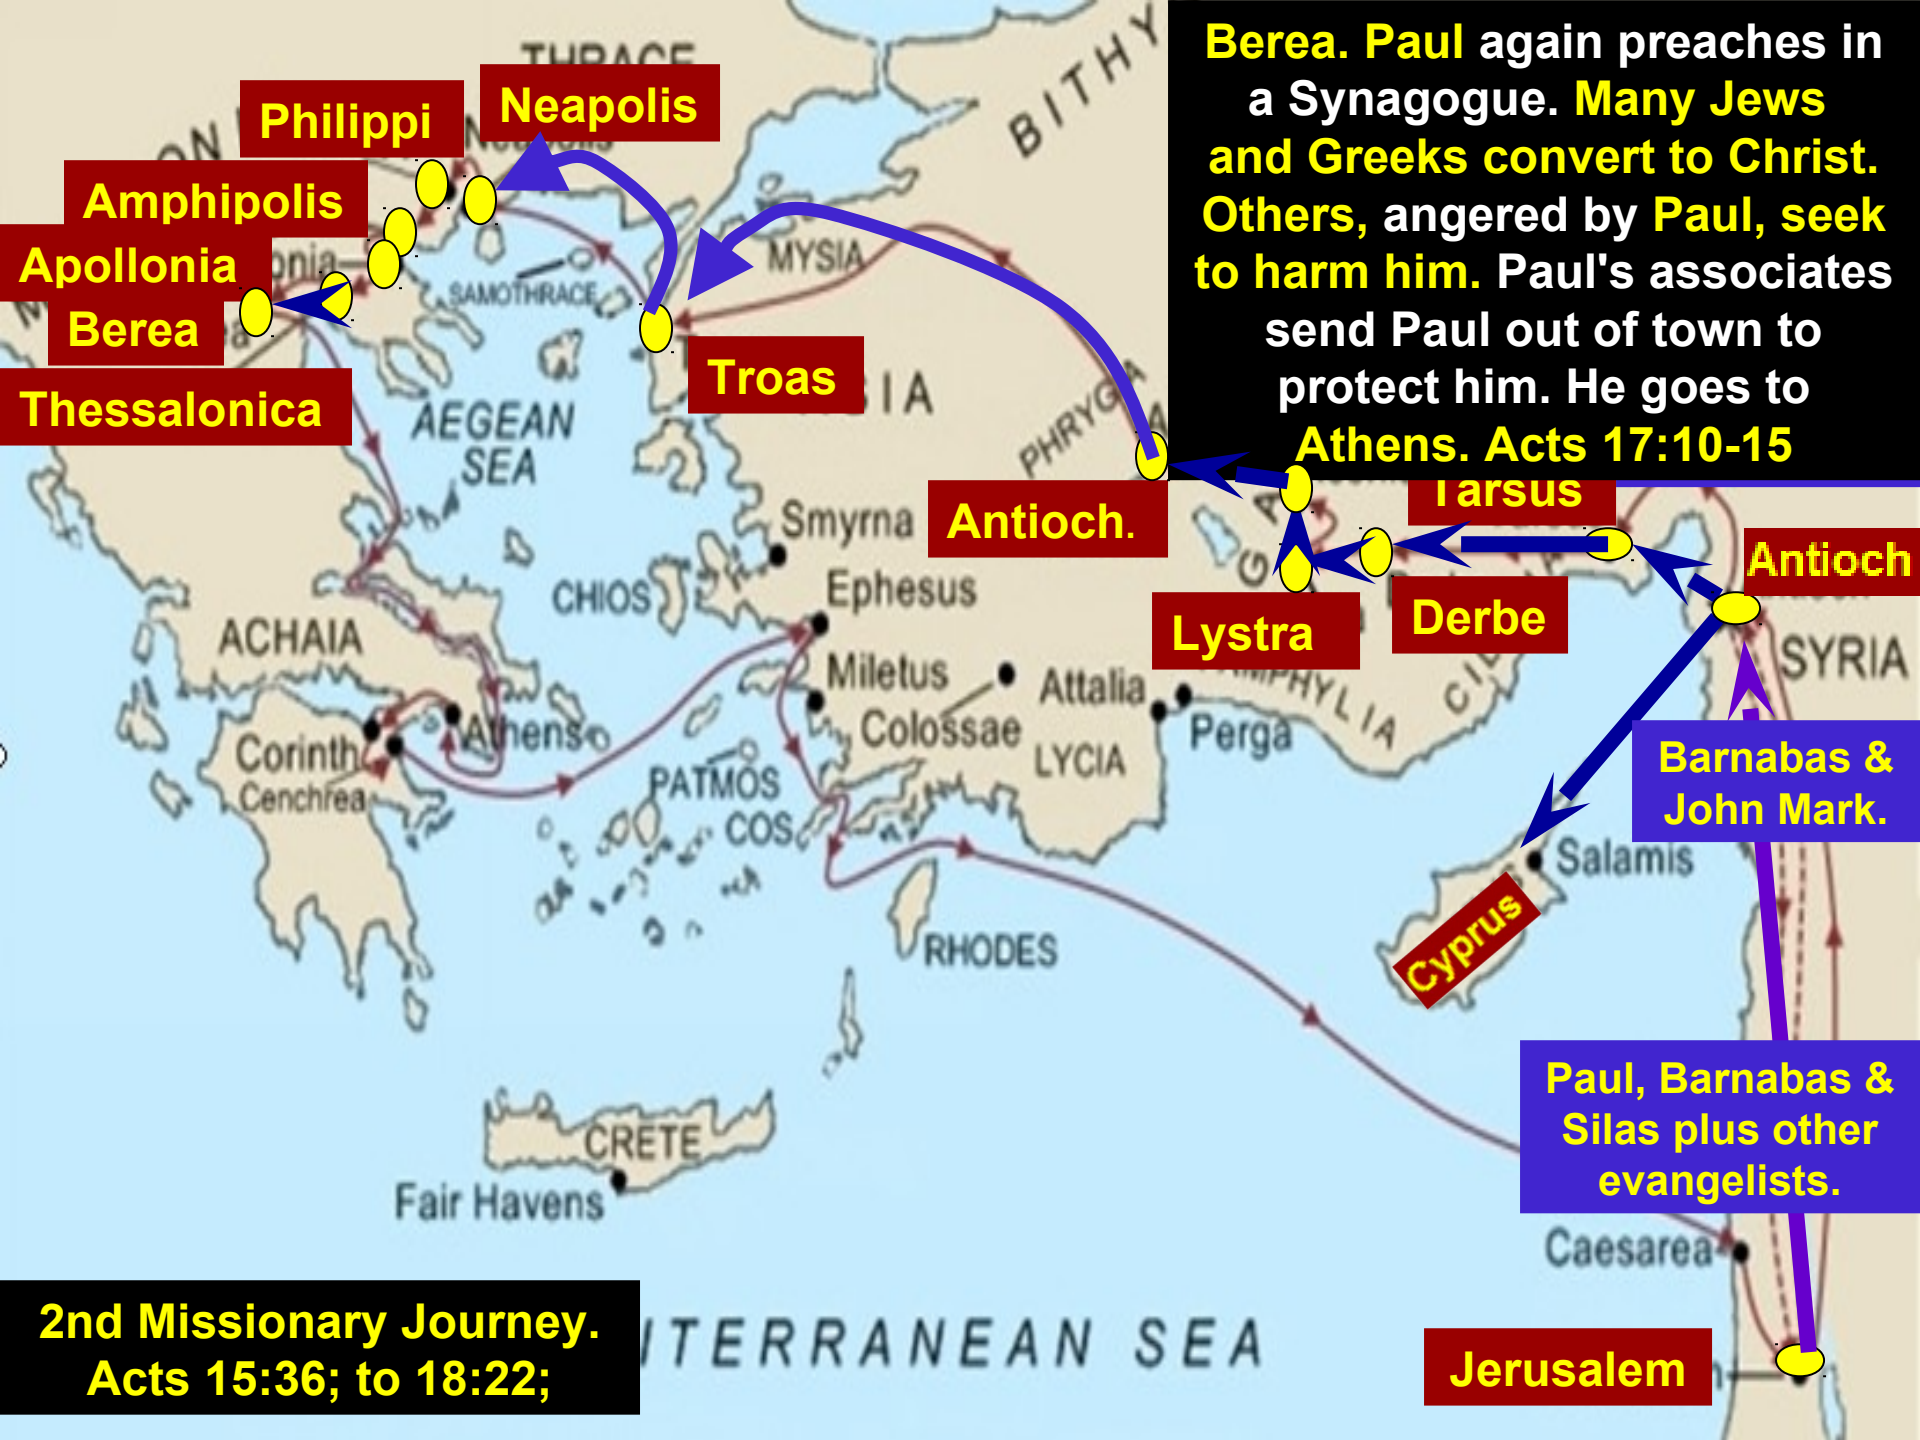 Berea. Paul again preaches in
a Synagogue. Many Jews
and Greeks convert to Christ.
Others, angered by Paul, seek
to harm him. Paul's associates
send Paul out of town to
protect him. He goes to
Athens. Acts 17:10-15
THRACE
BITHY
Philippi
Neapolis
Neapolis
Amphipolis
Apollonia
Berea
Thessalonica
SAMOTHRACE
MYSIA
Troas
SIA
PHRYGIA
AEGEAN
SEA
Antioch.
Tarsus
Antioch
Smyrna
Ephesus
CHIOS
Lystra
Derbe
ACHAIA
SYRIA
Miletus
Colossae
Attalia
Perga
AMPHYLIA
CIL
LYCIA
Athens
Corinth
Cenchrea
PATMOS
COS
Barnabas &
John Mark.
Salamis
Cyprus
RHODES
Paul, Barnabas &
Silas plus other
evangelists.
CRETE
Fair Havens
Caesarea
2nd Missionary Journey.
Acts 15:36; to 18:22;
ITERRANEAN SEA
Jerusalem